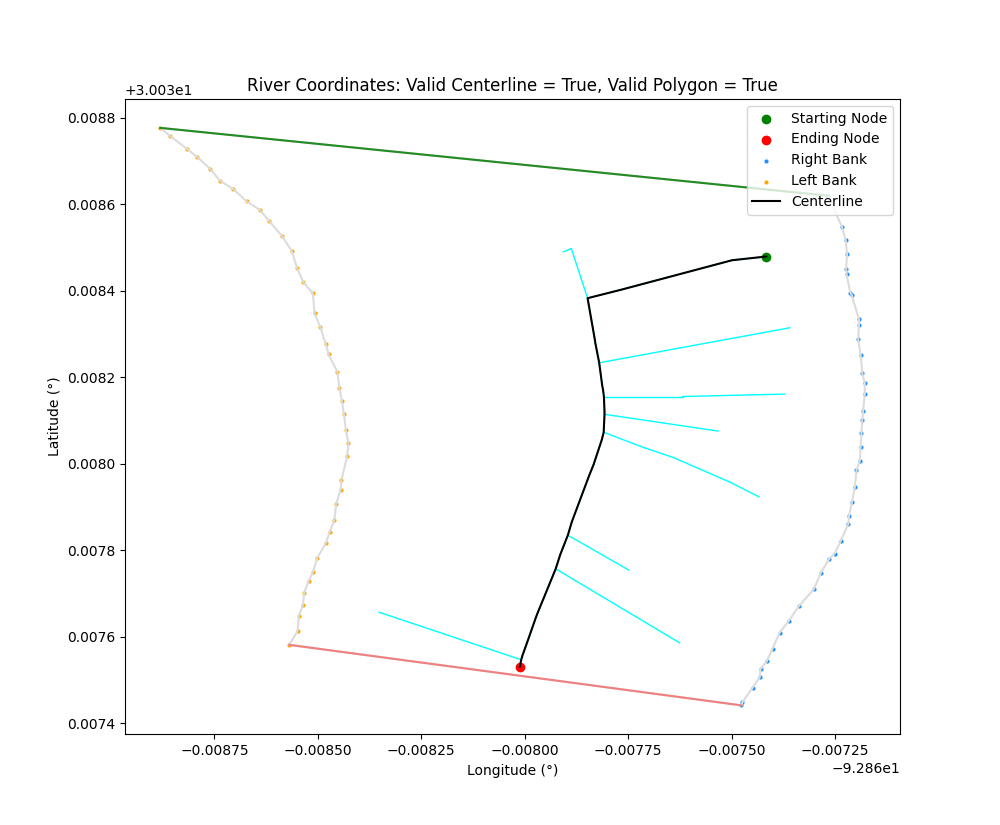 River Coordinates: Valid Centerline = True, Valid Polygon = True
+3.003e1
Starting Node
Ending Node
Right Bank
Left Bank
Centerline
0.0088
0.0086
0.0084
0.0082
0.0080
0.0078
0.0076
0.0074
Latitude (°)
−0.00875
−0.00850
−0.00825
−0.00800
−0.00775
−0.00750
−0.00725
Longitude (°)
−9.286e1